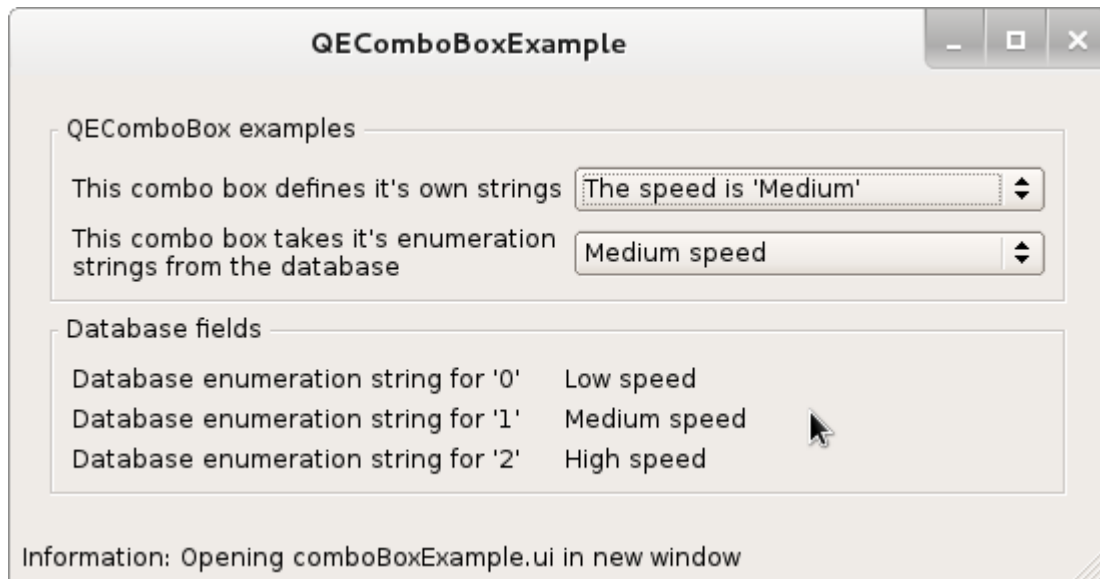 QEComboBoxExample
QEComboBox examples
This combo box defines it's own strings The speed is 'Medium'
This combo box takes it's enumeration
strings from the database
Medium speed
Database fields
Database enumeration string for '0' Low speed
Database enumeration string for '1' Medium speed
Database enumeration string for '2' High speed
Information: Opening comboBoxExample.ui in new window